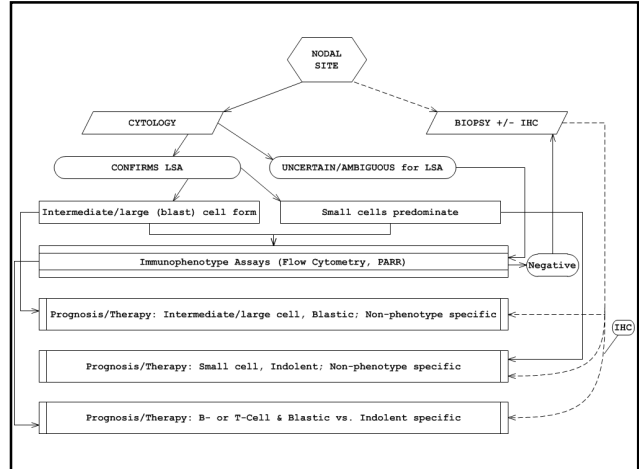 NODAL
SITE
CYTOLOGY
BIOPSY +/- IHC
CONFIRMS LSA
UNCERTAIN/AMBIGUOUS for LSA
Intermediate/large (blast) cell form
Small cells predominate
Immunophenotype Assays (Flow Cytometry, PARR)
Negative
Prognosis/Therapy: Intermediate/large cell, Blastic; Non-phenotype specific
IHC
Prognosis/Therapy: Small cell, Indolent; Non-phenotype specific
Prognosis/Therapy: B- or T-Cell & Blastic vs. Indolent specific